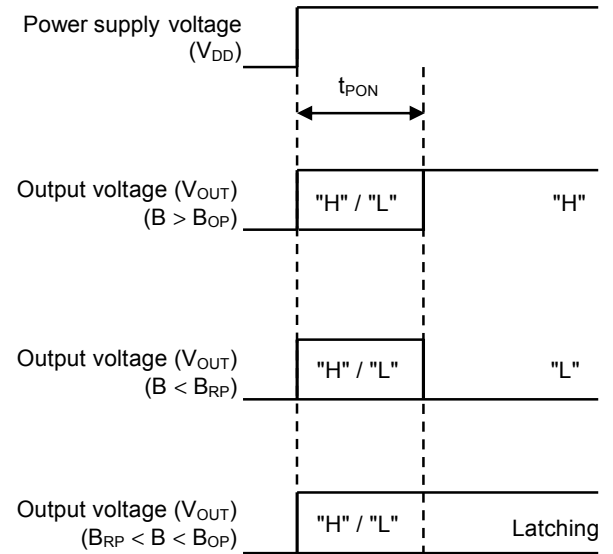 Power supply voltage
(VDD)
tPON
Output voltage (VOUT)
(B > BOP)
"H" / "L"
"H"
Output voltage (VOUT)
(B < BRP)
"H" / "L"
"L"
Output voltage (VOUT)
(BRP < B < BOP)
"H" / "L"
Latching